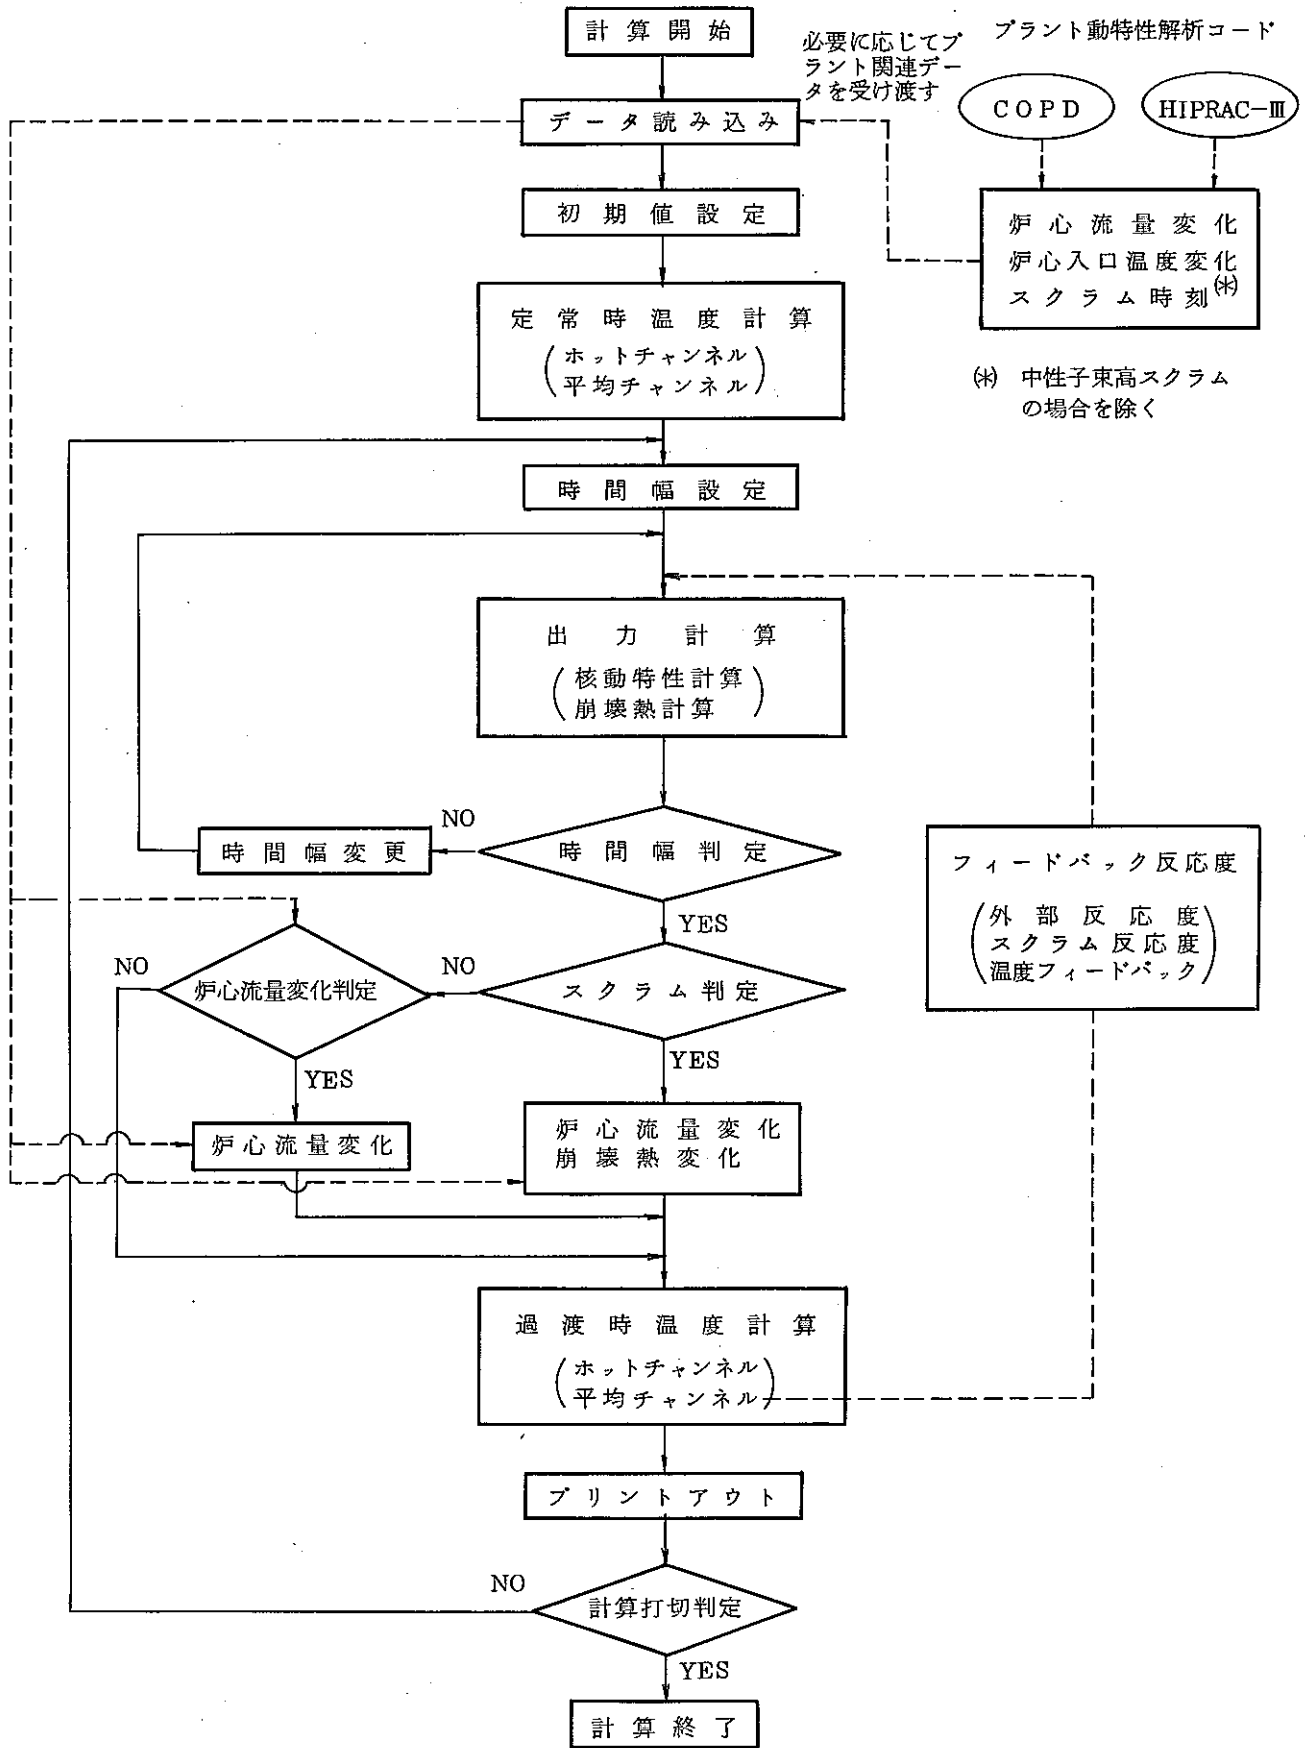 計算開始
プラント動特性解析コード
必要に応じてプ
ラント関連デー
タを受け渡す
COPD
HIPRAC-Ⅲ
データ読み込み
初期値設定
炉心流量変化
炉心入口温度変化
スクラム時刻(*)
定常時温度計算
ホットチャンネル
平均チャンネル
(*) 中性子束高スクラム
の場合を除く
時間幅設定
出力計算
核動特性計算
崩壊熱計算
NO
時間幅変更
時間幅判定
YES
フィードバック反応度
外部反応度
スクラム反応度
温度フィードバック
NO
炉心流量変化判定
NO
スクラム判定
YES
YES
炉心流量変化
炉心流量変化
崩壊熱変化
過渡時温度計算
ホットチャンネル
平均チャンネル
プリントアウト
NO
計算打切判定
YES
計算終了